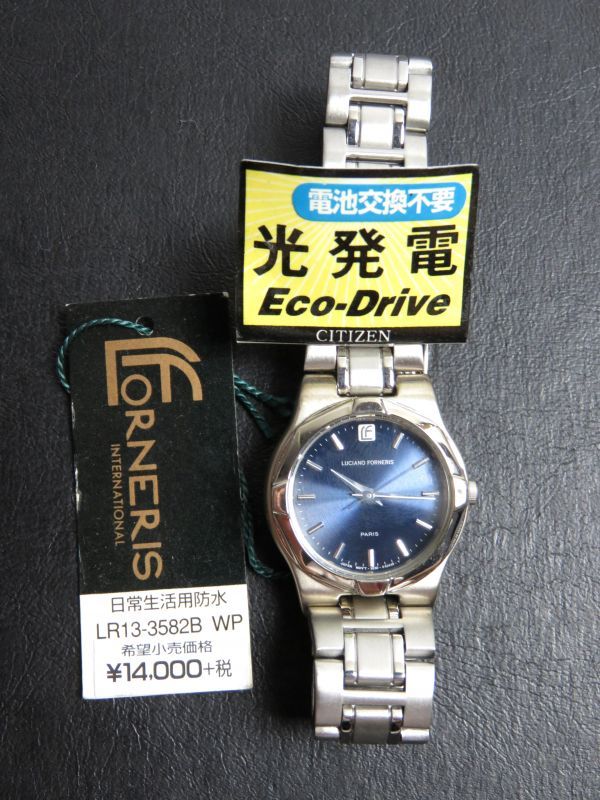 電池交換不要
光発電
Eco-Drive
CITIZEN
FORNERIS
INTERNATIONAL
日常生活用防水
LR13-3582B WP
希望小売価格
¥14,000+税
LUCIANO FORNERIS
PARIS